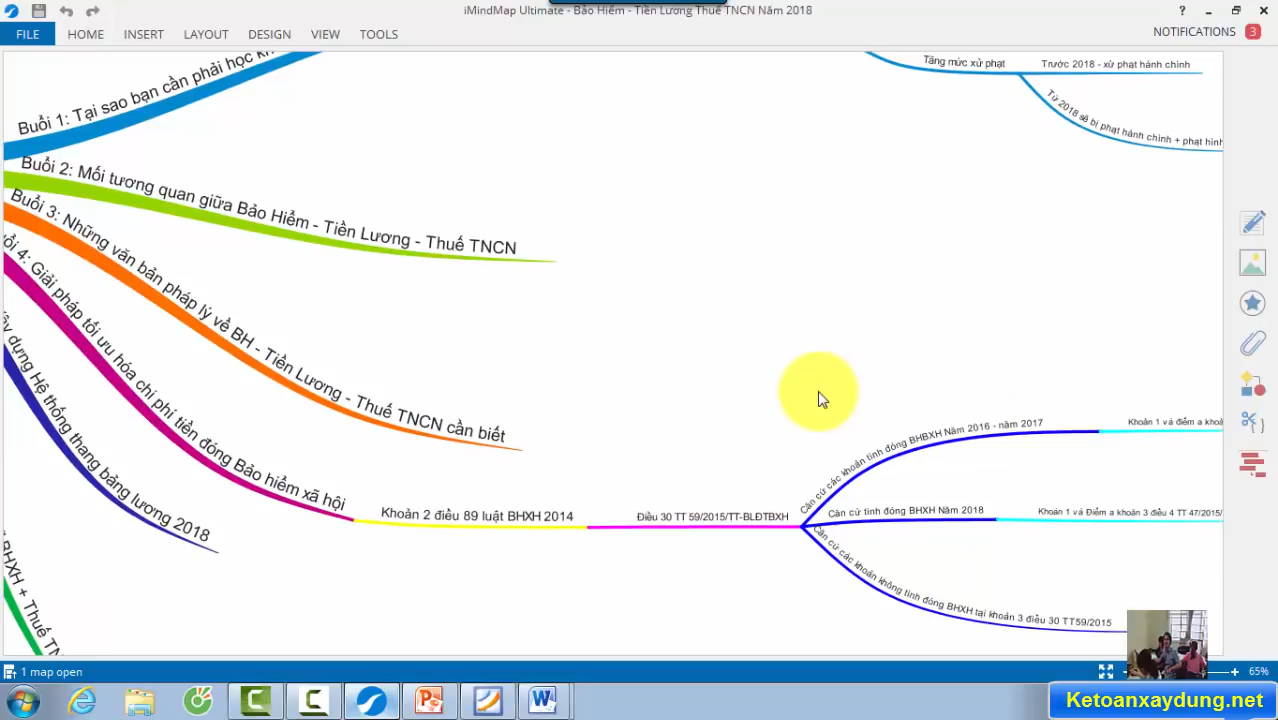 iMindMap Ultimate - Bảo Hiểm - Tiền Lương Thuế TNCN Năm 2018
FILE
HOME
INSERT
LAYOUT
DESIGN
VIEW
TOOLS
NOTIFICATIONS 3
Buổi 1: Tại sao bạn cần phải học
Buổi 2: Mối tương quan giữa Bảo Hiểm - Tiền Lương - Thuế TNCN
Buổi 3: Những văn bản pháp lý về BH - Tiền Lương - Thuế TNCN cần biết
4: Giải pháp tối ưu hóa chi phí tiền đóng Bảo hiểm xã hội
dựng Hệ thống thang bảng lương 2018
BHXH + Thuế
Tăng mức xử phạt
Trước 2018 - xử phạt hành chính
Từ 2018 sẽ bị phạt hành chính + phạt hình
Khoản 2 điều 89 luật BHXH 2014
Điều 30 TT 59/2015/TT-BLĐTBXH
Căn cứ các khoản tính đóng BHBXH Năm 2016 - năm 2017
Khoản 1 và điểm a
Căn cứ tính đóng BHXH Năm 2018
Khoản 1 và Điểm a khoản 3 điều 4 TT 47/2015/
Căn cứ các khoản không tính đóng BHXH tại khoản 3 điều 30 TT59/2015
1 map open
65%
Ketoanxaydung.net